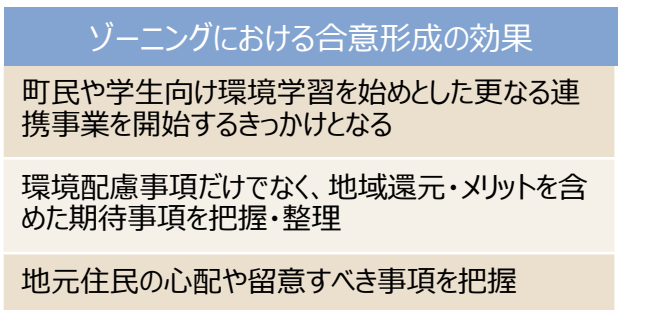 ゾーニングにおける合意形成の効果
町民や学生向け環境学習を始めとした更なる連
携事業を開始するきっかけとなる
環境配慮事項だけでなく、地域還元・メリットを含
めた期待事項を把握・整理
地元住民の心配や留意すべき事項を把握